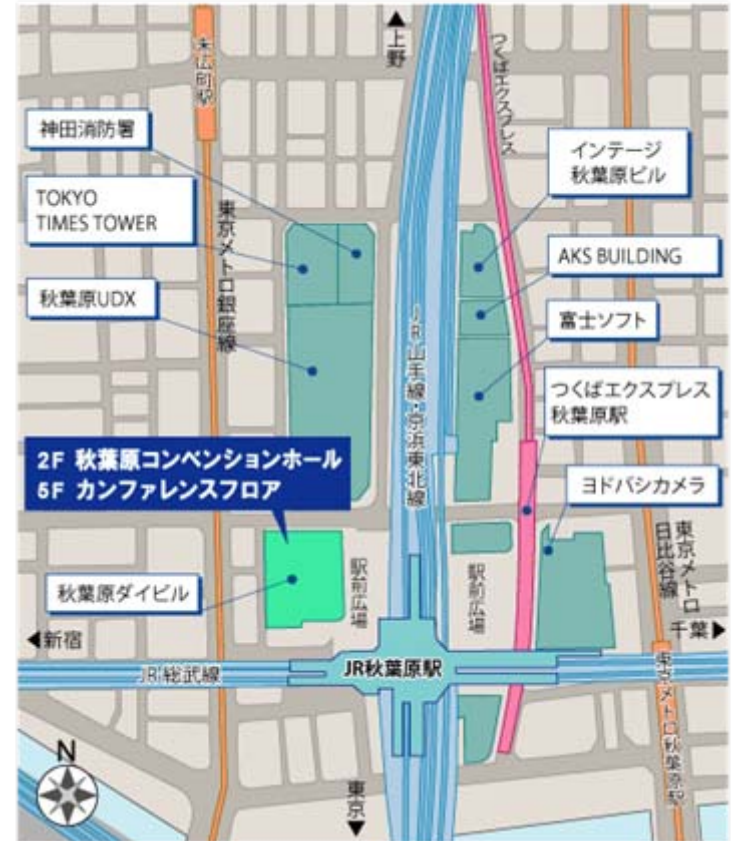 ▲上野
末広町駅
つくばエクスプレス
神田消防署
インテージ
秋葉原ビル
TOKYO
TIMES TOWER
東京メトロ銀座線
AKS BUILDING
秋葉原UDX
JR山手線・京浜東北線
富士ソフト
つくばエクスプレス
秋葉原駅
2F 秋葉原コンベンションホール
5F カンファレンスフロア
ヨドバシカメラ
東京メトロ
日比谷線
秋葉原ダイビル
駅前広場
駅前広場
◀新宿
千葉▶
JR総武線
JR秋葉原駅
東京メトロ秋葉原駅
N
東京▼